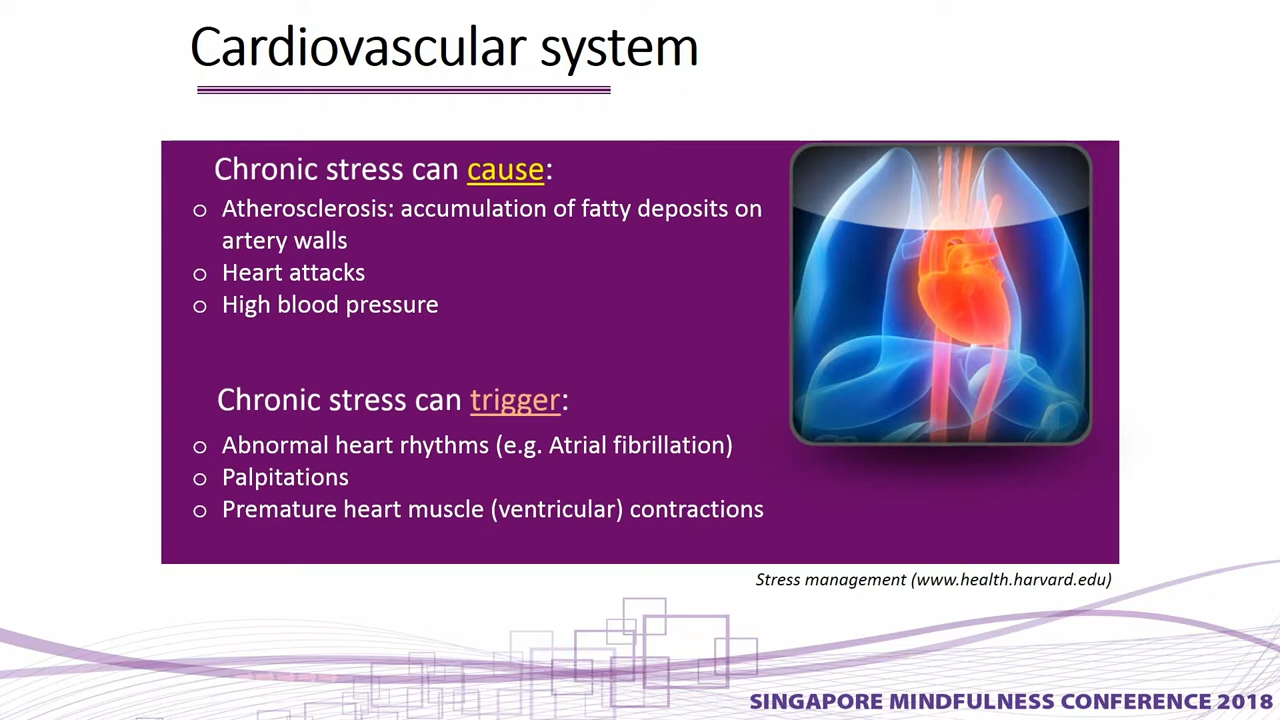 Cardiovascular system
Chronic stress can cause:
o Atherosclerosis: accumulation of fatty deposits on
artery walls
o Heart attacks
o High blood pressure
Chronic stress can trigger:
o Abnormal heart rhythms (e.g. Atrial fibrillation)
o Palpitations
o Premature heart muscle (ventricular) contractions
Stress management (www.health.harvard.edu)
SINGAPORE MINDFULNESS CONFERENCE 2018